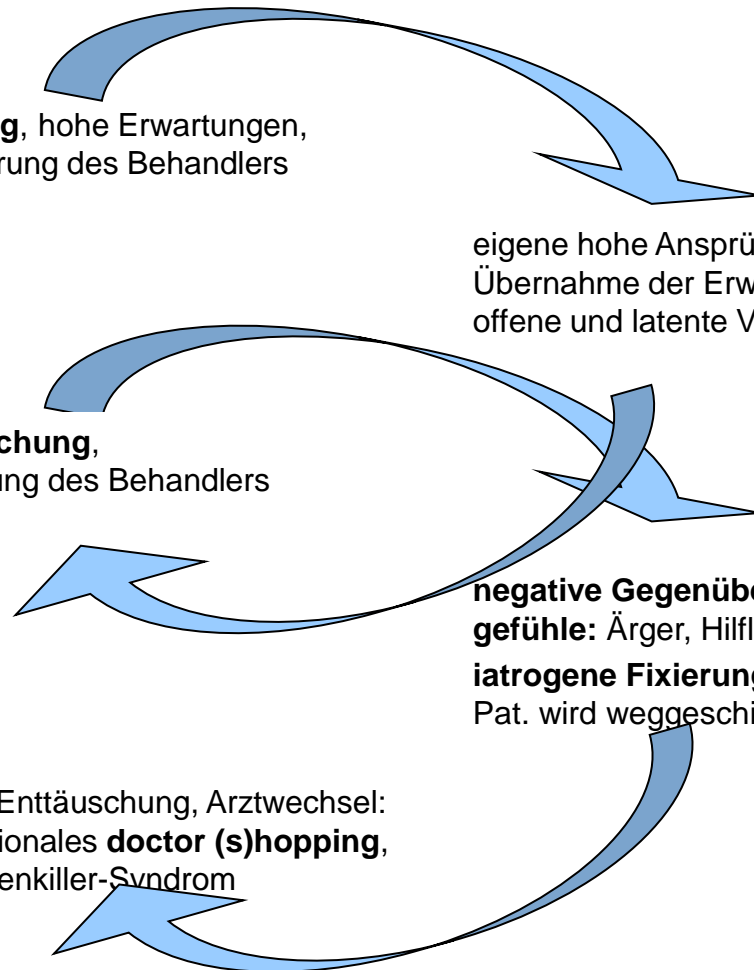 g, hohe Erwartungen,
rung des Behandlers
eigene hohe Ansprü
Übernahme der Erw
offene und latente V
chung,
ung des Behandlers
negative Gegenübe
gefühle: Ärger, Hilfl
iatrogene Fixierung
Pat. wird weggeschi
Enttäuschung, Arztwechsel:
ionales doctor (s)hopping,
enkiller-Syndrom